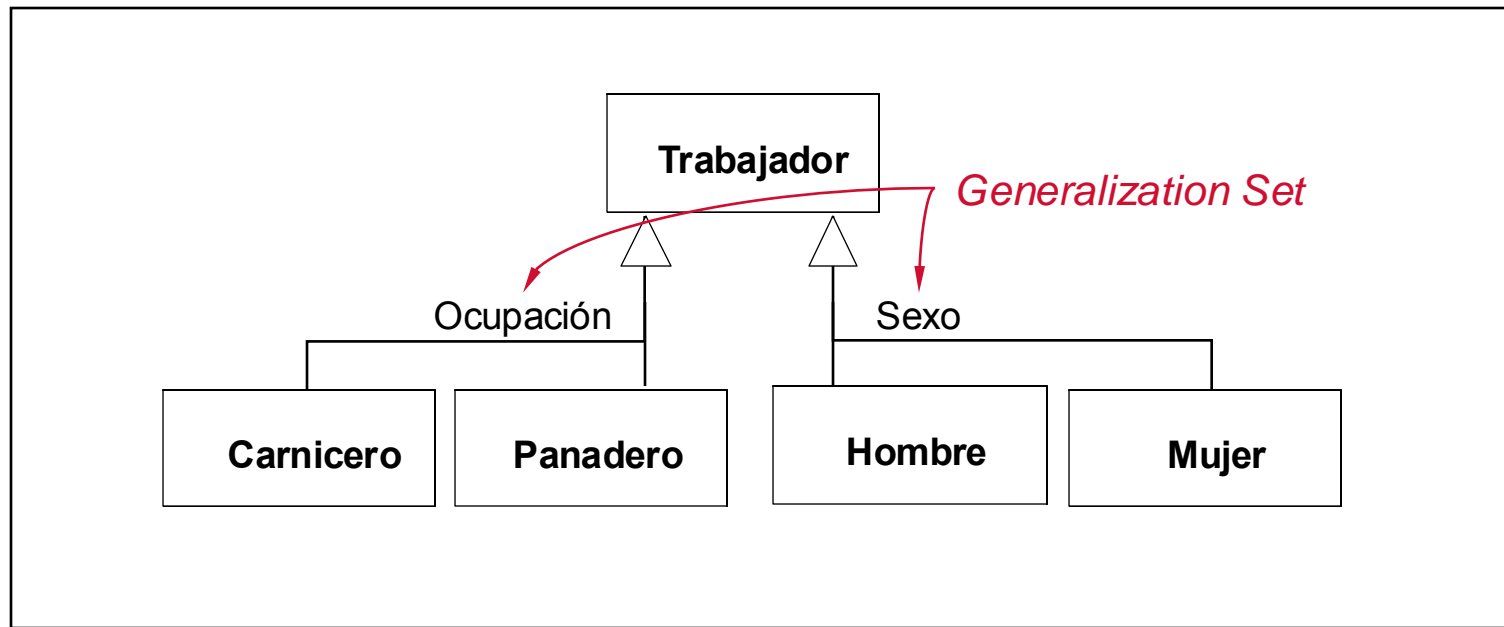 Trabajador
Generalization Set
Ocupación
Sexo
Carnicero
Panadero
Hombre
Mujer